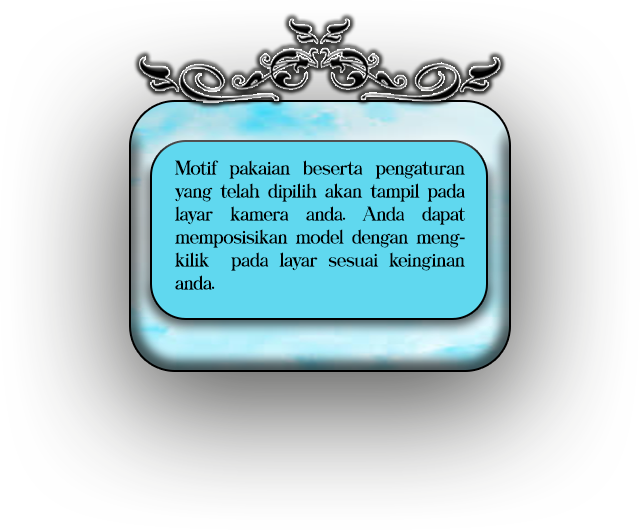 Motif pakaian beserta pengaturan
yang telah dipilih akan tampil pada
layar kamera anda. Anda dapat
memposisikan model dengan meng-
kilik pada layar sesuai keinginan
anda.